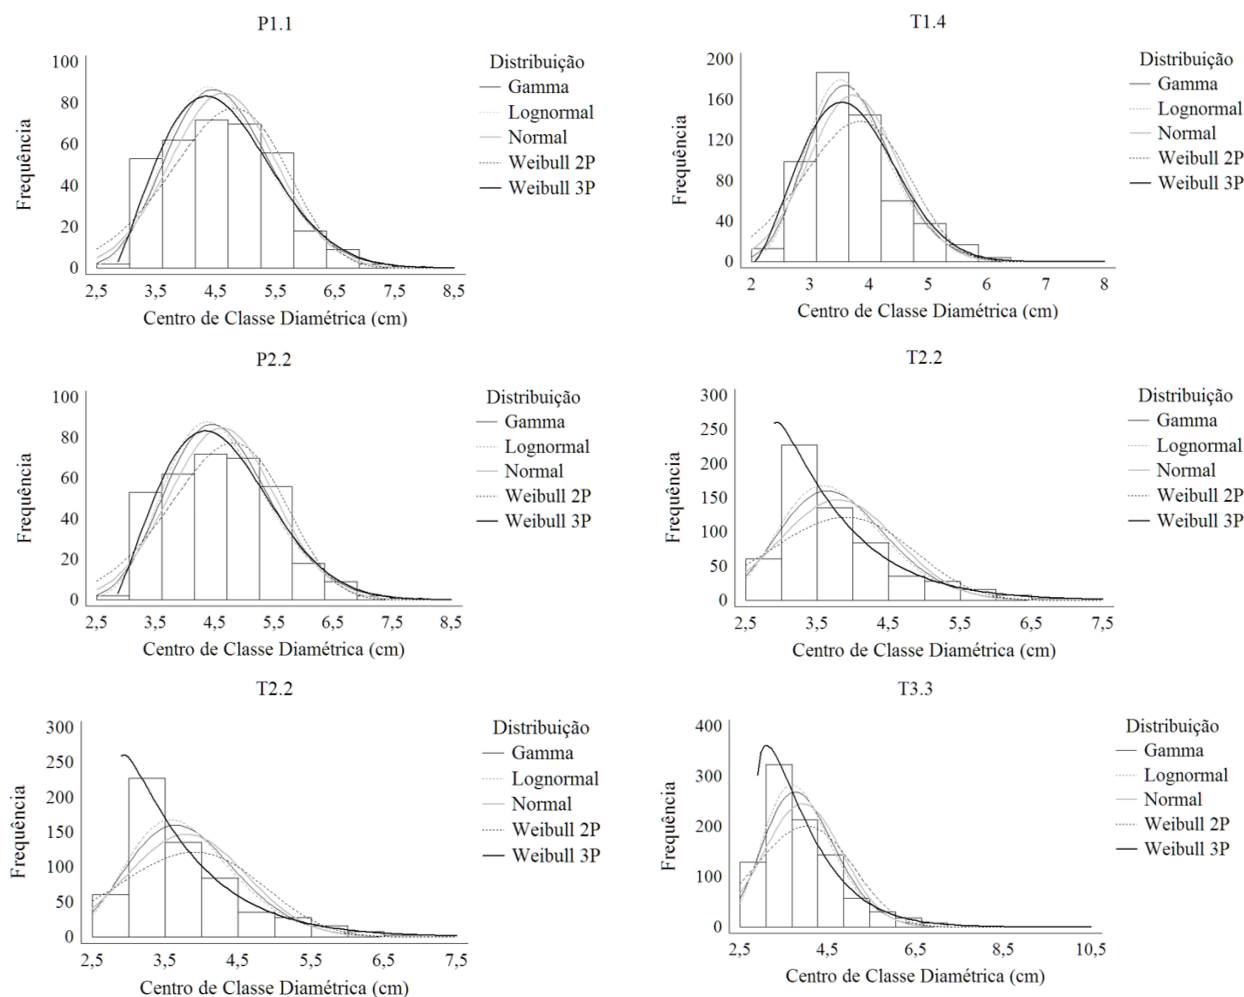 P1.1
100
80
60
40
20
0
Frequência
2,5 3,5 4,5 5,5 6,5 7,5 8,5
Centro de Classe Diamétrica (cm)
Distribuição
Gamma
Lognormal
Normal
Weibull 2P
Weibull 3P
T1.4
200
160
120
80
40
0
Frequência
2 3 4 5 6 7 8
Centro de Classe Diamétrica (cm)
Distribuição
Gamma
Lognormal
Normal
Weibull 2P
Weibull 3P
P2.2
100
80
60
40
20
0
Frequência
2,5 3,5 4,5 5,5 6,5 7,5 8,5
Centro de Classe Diamétrica (cm)
Distribuição
Gamma
Lognormal
Normal
Weibull 2P
Weibull 3P
T2.2
300
250
200
150
100
50
0
Frequência
2,5 3,5 4,5 5,5 6,5 7,5
Centro de Classe Diamétrica (cm)
Distribuição
Gamma
Lognormal
Normal
Weibull 2P
Weibull 3P
T2.2
300
250
200
150
100
50
0
Frequência
2,5 3,5 4,5 5,5 6,5 7,5
Centro de Classe Diamétrica (cm)
Distribuição
Gamma
Lognormal
Normal
Weibull 2P
Weibull 3P
T3.3
400
300
200
100
0
Frequência
2,5 4,5 6,5 8,5 10,5
Centro de Classe Diamétrica (cm)
Distribuição
Gamma
Lognormal
Normal
Weibull 2P
Weibull 3P